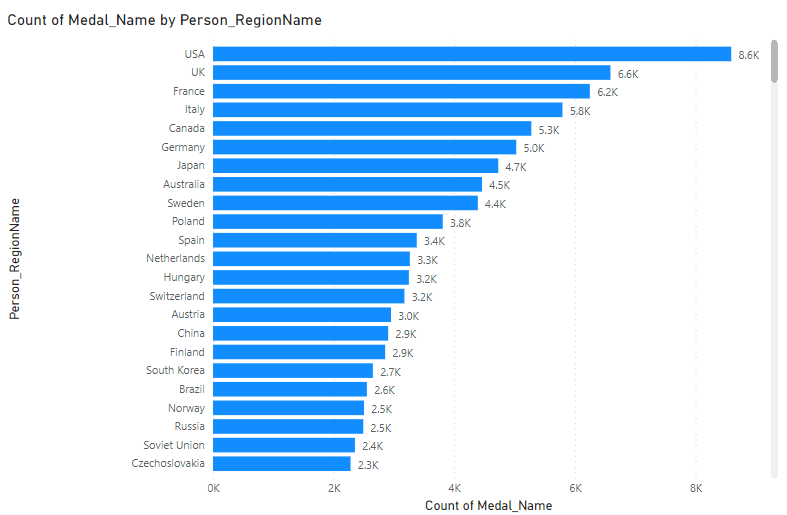 Count of Medal_Name by Person_RegionName
Person_RegionName
USA 8.6K
UK 6.6K
France 6.2K
Italy 5.8K
Canada 5.3K
Germany 5.0K
Japan 4.7K
Australia 4.5K
Sweden 4.4K
Poland 3.8K
Spain 3.4K
Netherlands 3.3K
Hungary 3.2K
Switzerland 3.2K
Austria 3.0K
China 2.9K
Finland 2.9K
South Korea 2.7K
Brazil 2.6K
Norway 2.5K
Russia 2.5K
Soviet Union 2.4K
Czechoslovakia 2.3K
0K 2K 4K 6K 8K
Count of Medal_Name